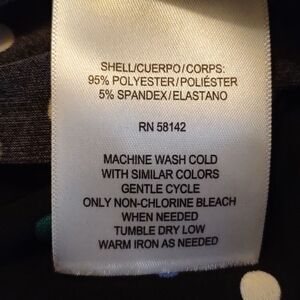 SHELL/CUERPO/CORPS:
95% POLYESTER/POLIÉSTER
5% SPANDEX/ELASTANO
RN 58142
MACHINE WASH COLD
WITH SIMILAR COLORS
GENTLE CYCLE
ONLY NON-CHLORINE BLEACH
WHEN NEEDED
TUMBLE DRY LOW
WARM IRON AS NEEDED